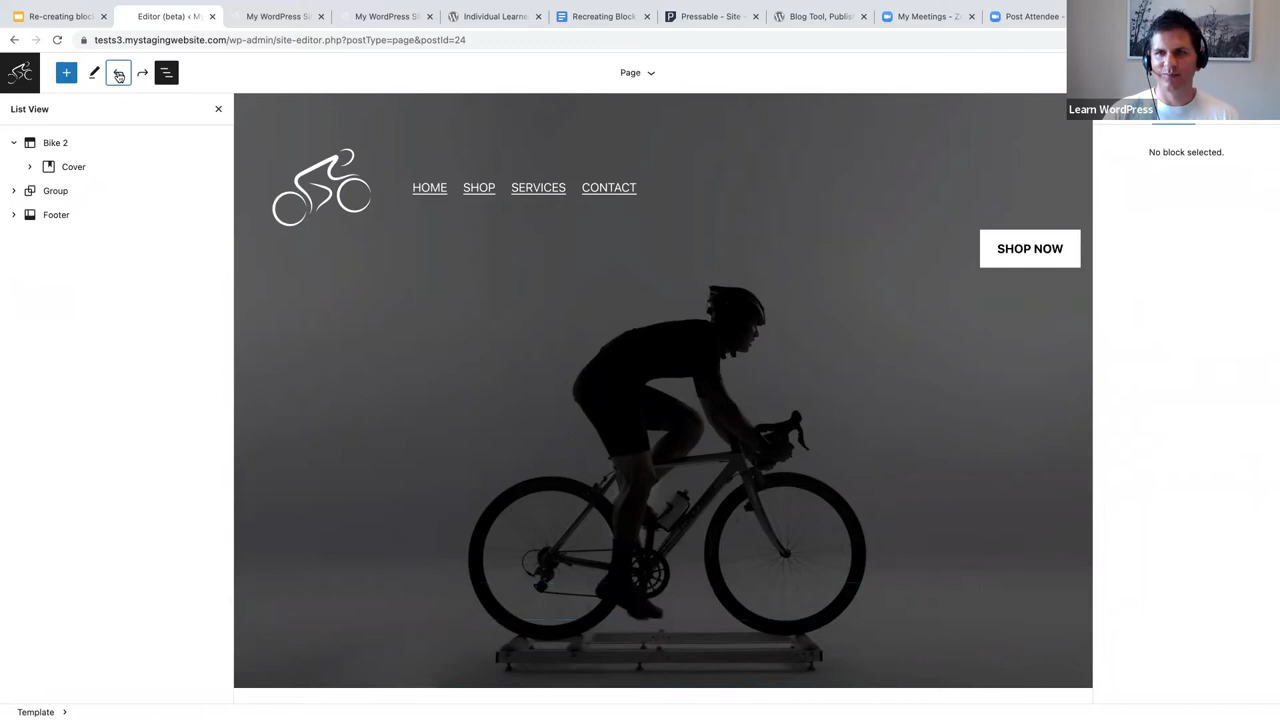 Re-creating block
Editor (beta) ‹ My
My WordPress Si
My WordPress Si
Individual Learne
Recreating Block
Pressable - Site -
Blog Tool, Publis
My Meetings - Z
Post Attendee -
tests3.mystagingwebsite.com/wp-admin/site-editor.php?postType=page&postId=24
Page
Learn WordPress
List View
Bike 2
Cover
Group
Footer
No block selected.
HOME SHOP SERVICES CONTACT
SHOP NOW
Template